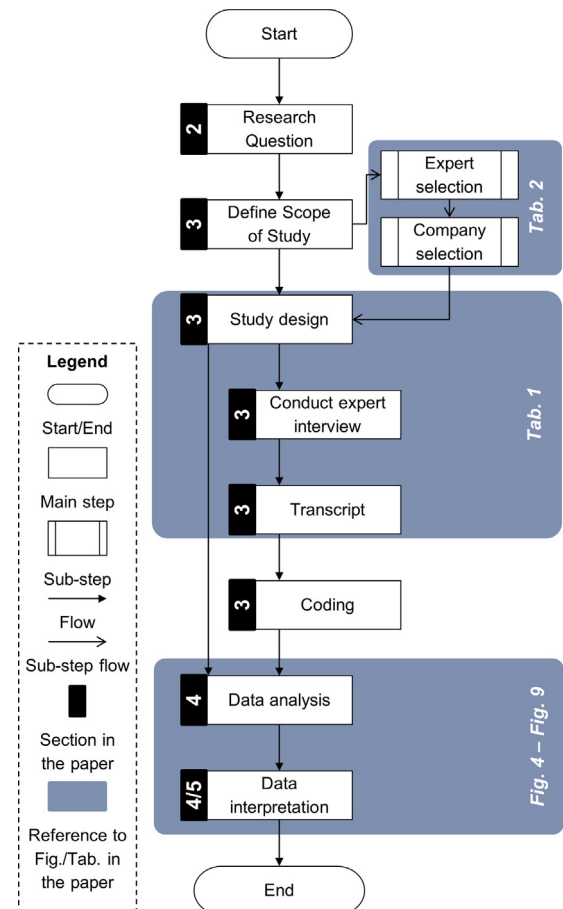 Start
2
Research
Question
3
Define Scope
of Study
Expert
selection
Company
selection
Tab. 2
3
Study design
3
Conduct expert
interview
3
Transcript
Tab. 1
3
Coding
4
Data analysis
4/5
Data
interpretation
Fig. 4 – Fig. 9
End
Legend
Start/End
Main step
Sub-step
Flow
Sub-step flow
Section in
the paper
Reference to
Fig./Tab. in
the paper